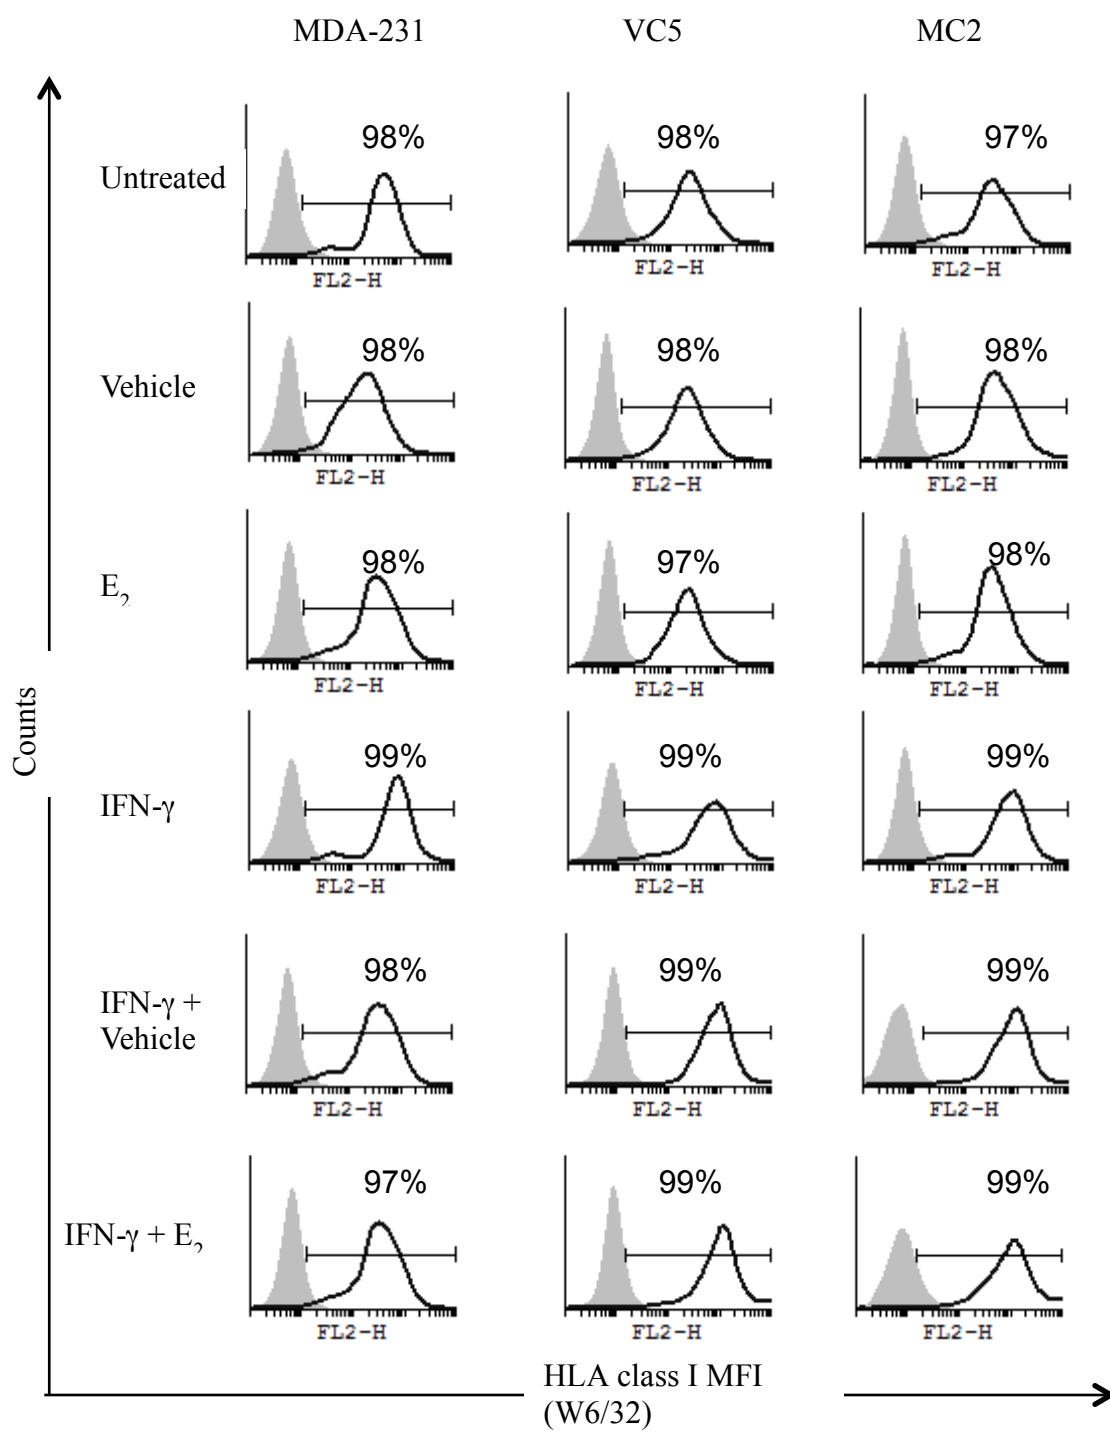 MDA-231 VC5 MC2
Untreated 98% 98% 97%
FL2-H FL2-H FL2-H
Vehicle 98% 98% 98%
FL2-H FL2-H FL2-H
E₂ 98% 97% 98%
FL2-H FL2-H FL2-H
Counts
IFN-γ 99% 99% 99%
FL2-H FL2-H FL2-H
IFN-γ +
Vehicle 98% 99% 99%
FL2-H FL2-H FL2-H
IFN-γ + E₂ 97% 99% 99%
FL2-H FL2-H FL2-H
HLA class I MFI
(W6/32)